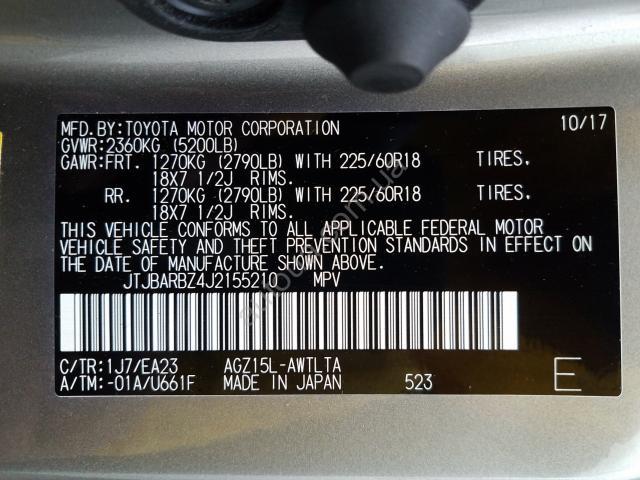 MFD.BY:TOYOTA MOTOR CORPORATION 10/17
GVWR:2360KG (5200LB)
GAWR:FRT. 1270KG (2790LB) WITH 225/60R18 TIRES.
18X7 1/2J RIMS.
RR. 1270KG (2790LB) WITH 225/60R18 TIRES.
18X7 1/2J RIMS.
THIS VEHICLE CONFORMS TO ALL APPLICABLE FEDERAL MOTOR
VEHICLE SAFETY AND THEFT PREVENTION STANDARDS IN EFFECT ON
THE DATE OF MANUFACTURE SHOWN ABOVE.
JTJBARBZ4J2155210 MPV
C/TR:1J7/EA23 AGZ15L-AWTLTA
A/TM:-01A/U661F MADE IN JAPAN 523 E